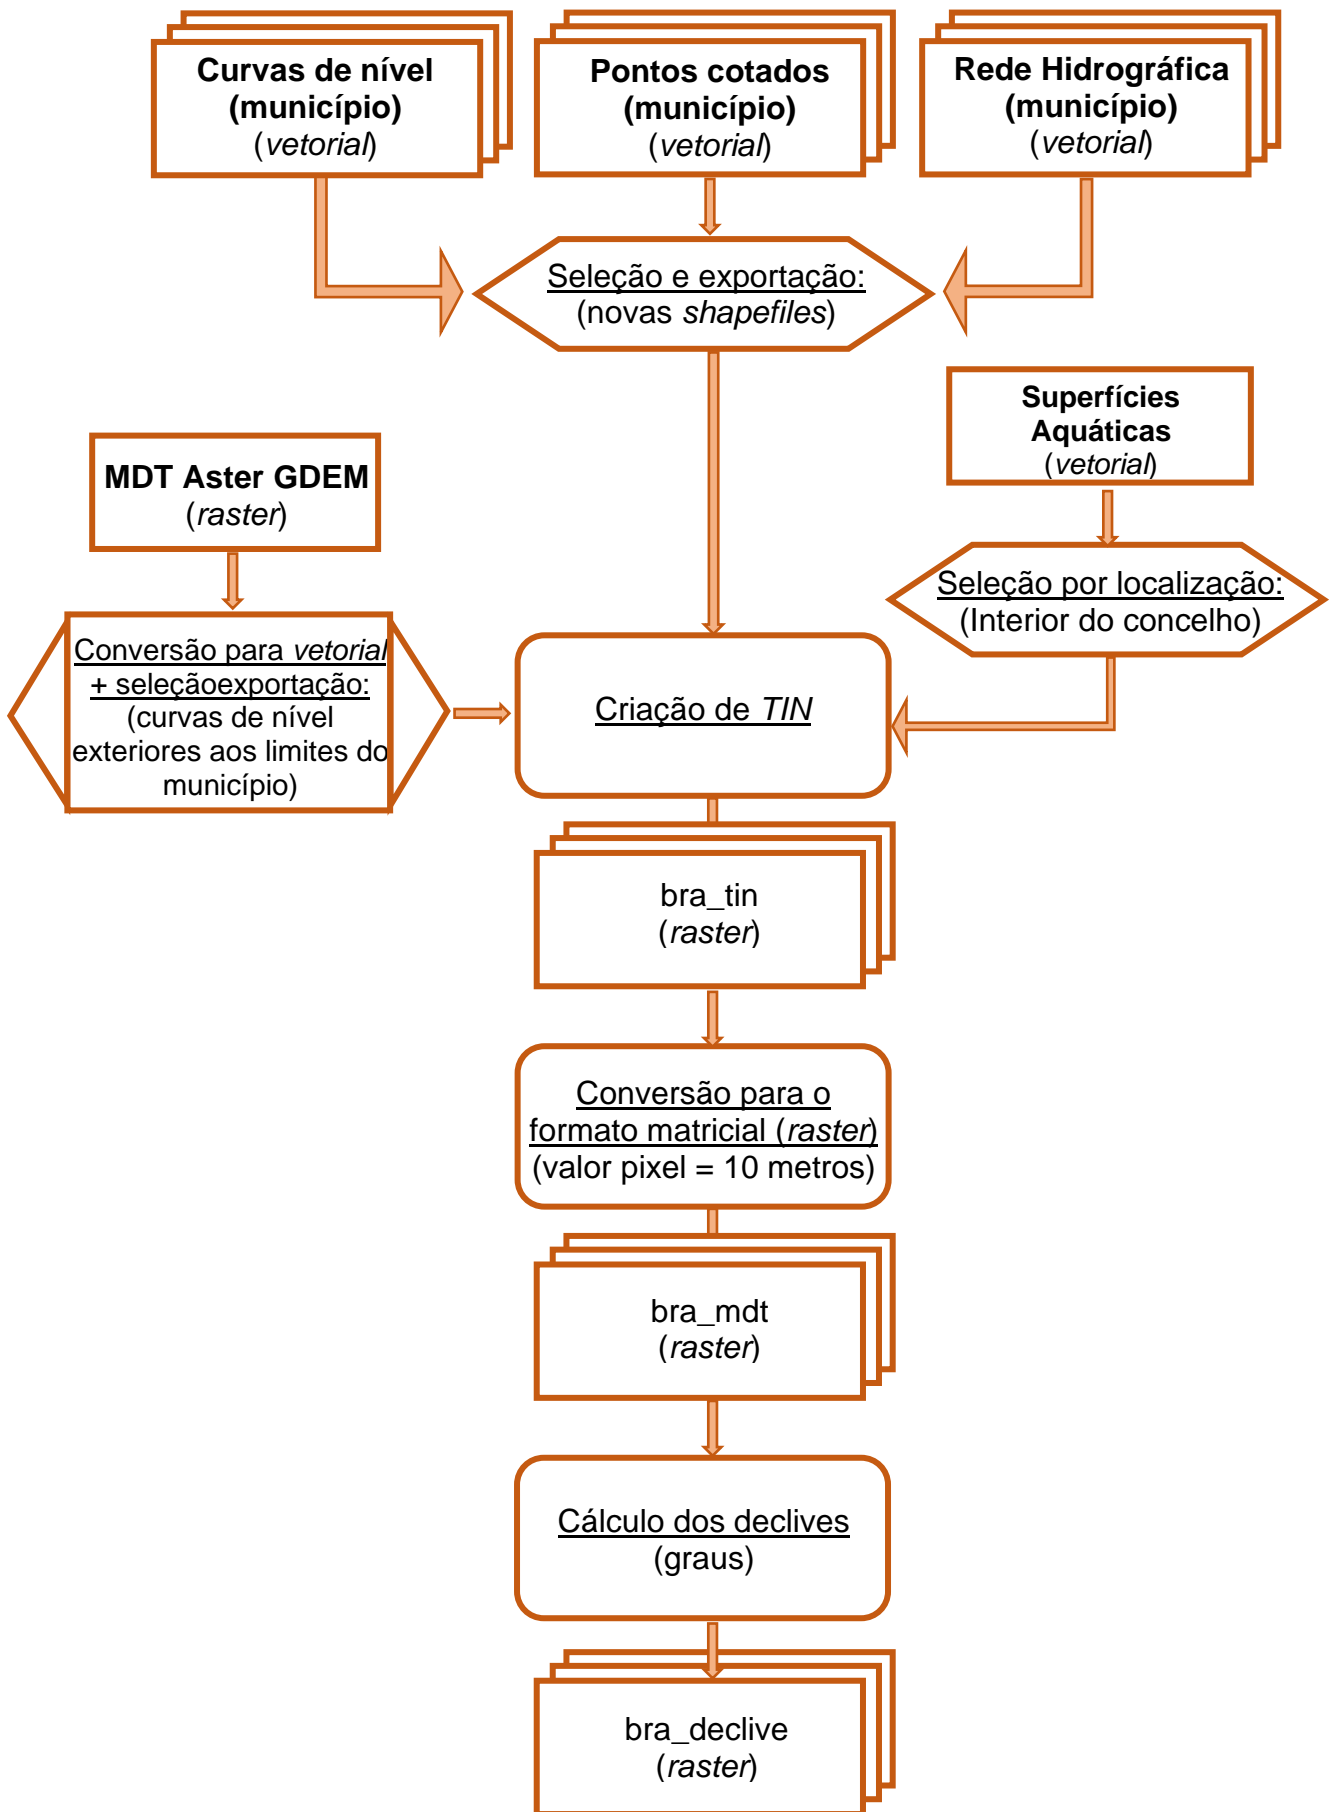 Curvas de nível
(município)
(vetorial)
Pontos cotados
(município)
(vetorial)
Rede Hidrográfica
(município)
(vetorial)
Seleção e exportação:
(novas shapefiles)
Superfícies
Aquáticas
(vetorial)
MDT Aster GDEM
(raster)
Seleção por localização:
(Interior do concelho)
Conversão para vetorial
+ seleçãoexportação:
(curvas de nível
exteriores aos limites do
município)
Criação de TIN
bra_tin
(raster)
Conversão para o
formato matricial (raster)
(valor pixel = 10 metros)
bra_mdt
(raster)
Cálculo dos declives
(graus)
bra_declive
(raster)